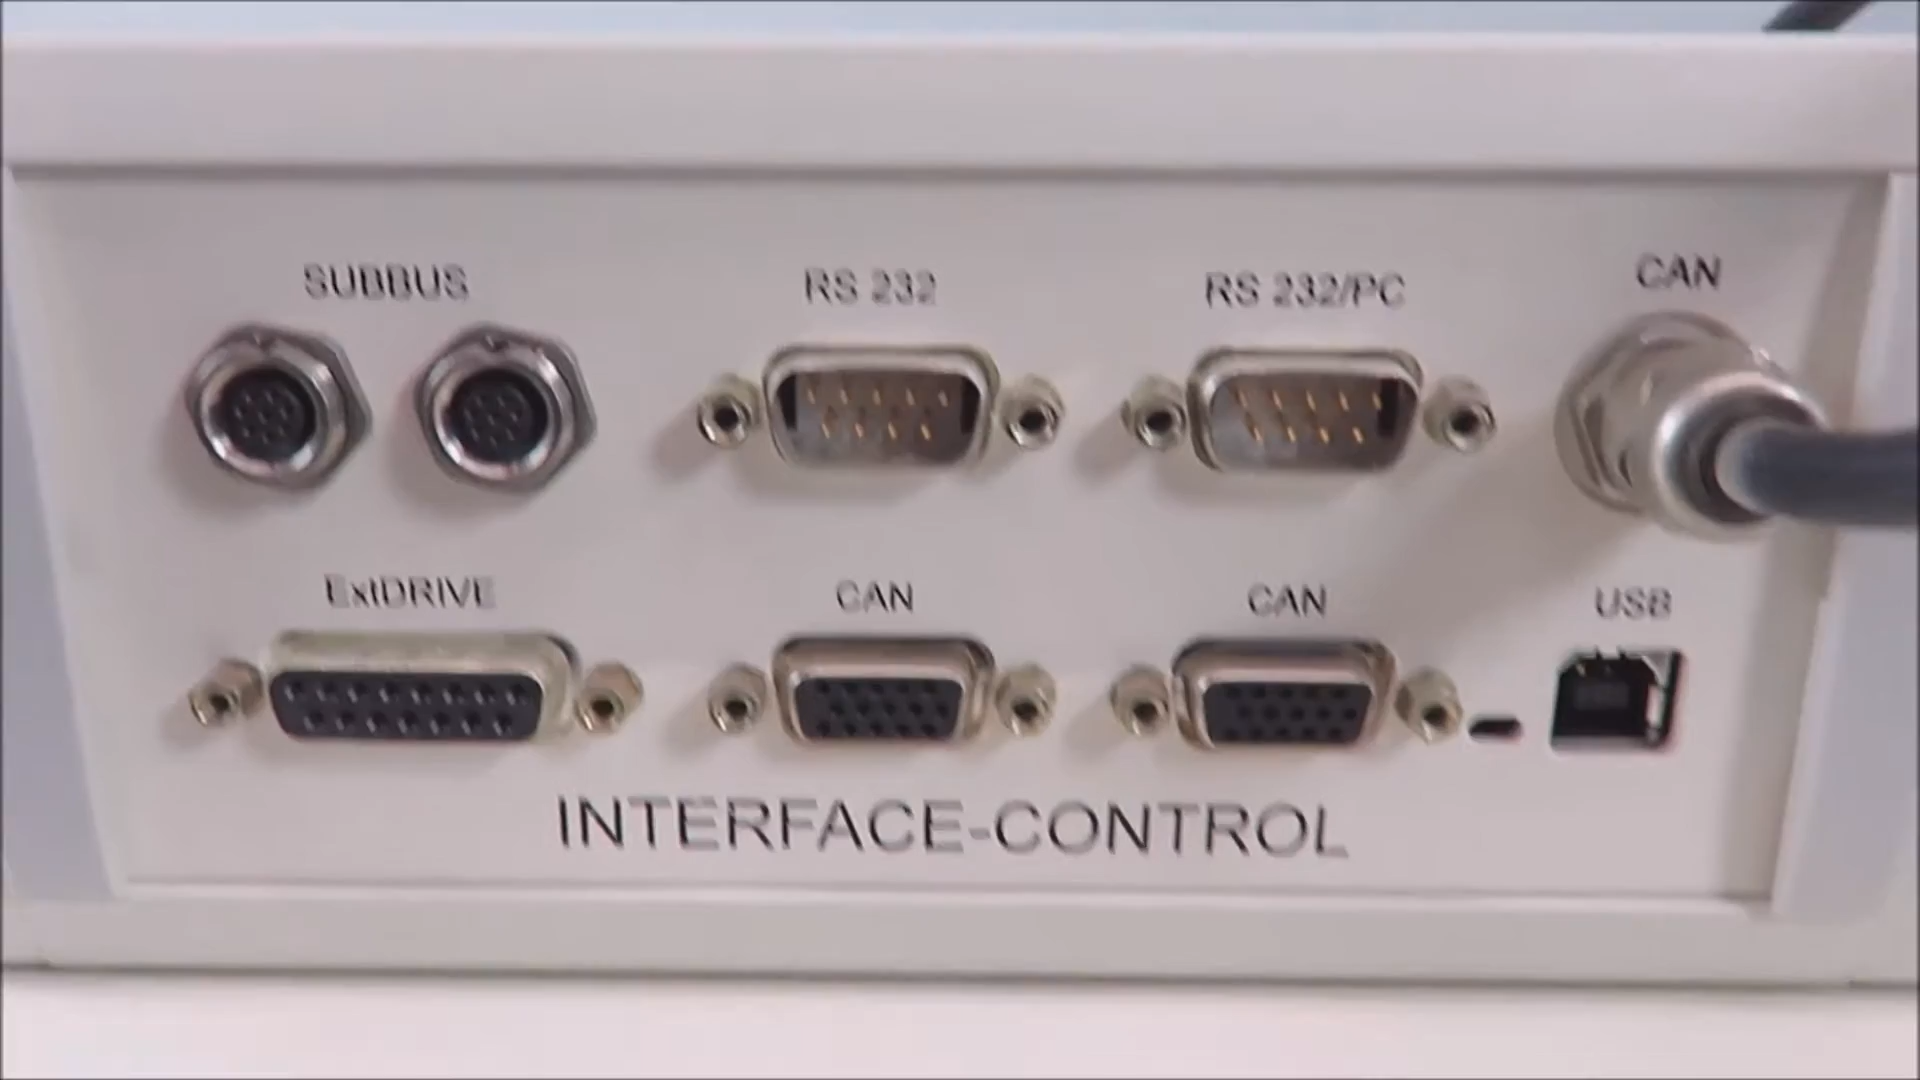 SUBBUS
RS 232
RS 232/PC
CAN
ExtDRIVE
CAN
CAN
USB
INTERFACE-CONTROL